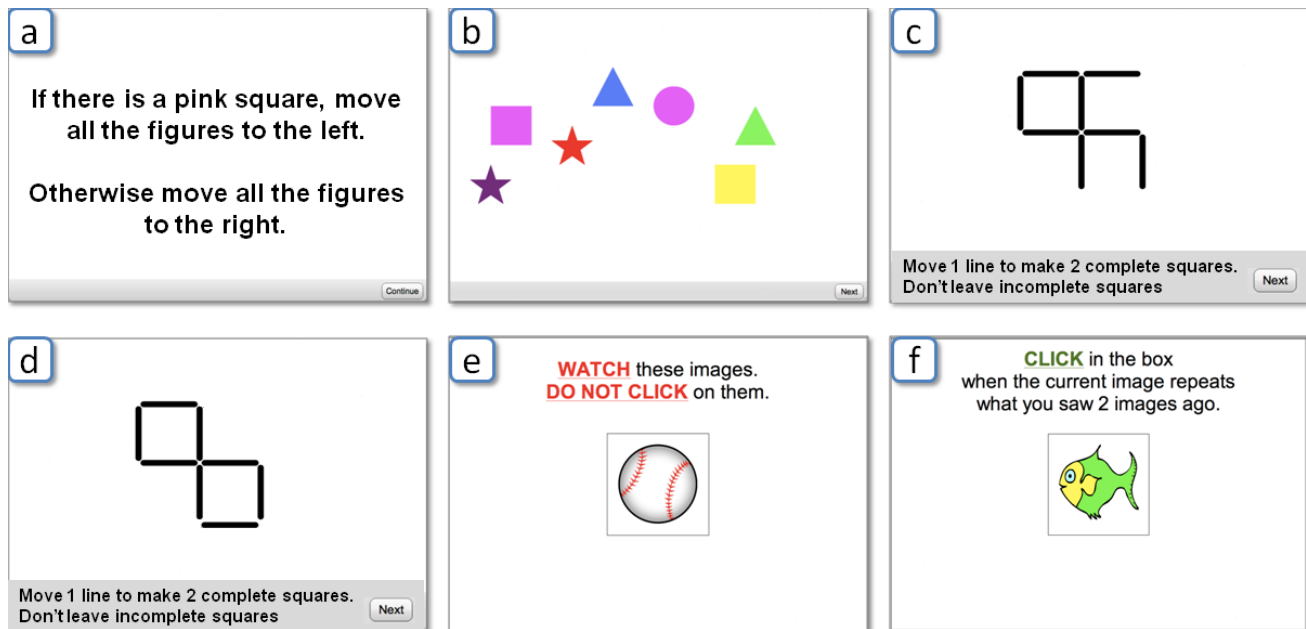 a
If there is a pink square, move
all the figures to the left.
Otherwise move all the figures
to the right.
Continue
b
Next
c
Move 1 line to make 2 complete squares.
Don't leave incomplete squares
Next
d
Move 1 line to make 2 complete squares.
Don't leave incomplete squares
Next
e
WATCH these images.
DO NOT CLICK on them.
f
CLICK in the box
when the current image repeats
what you saw 2 images ago.